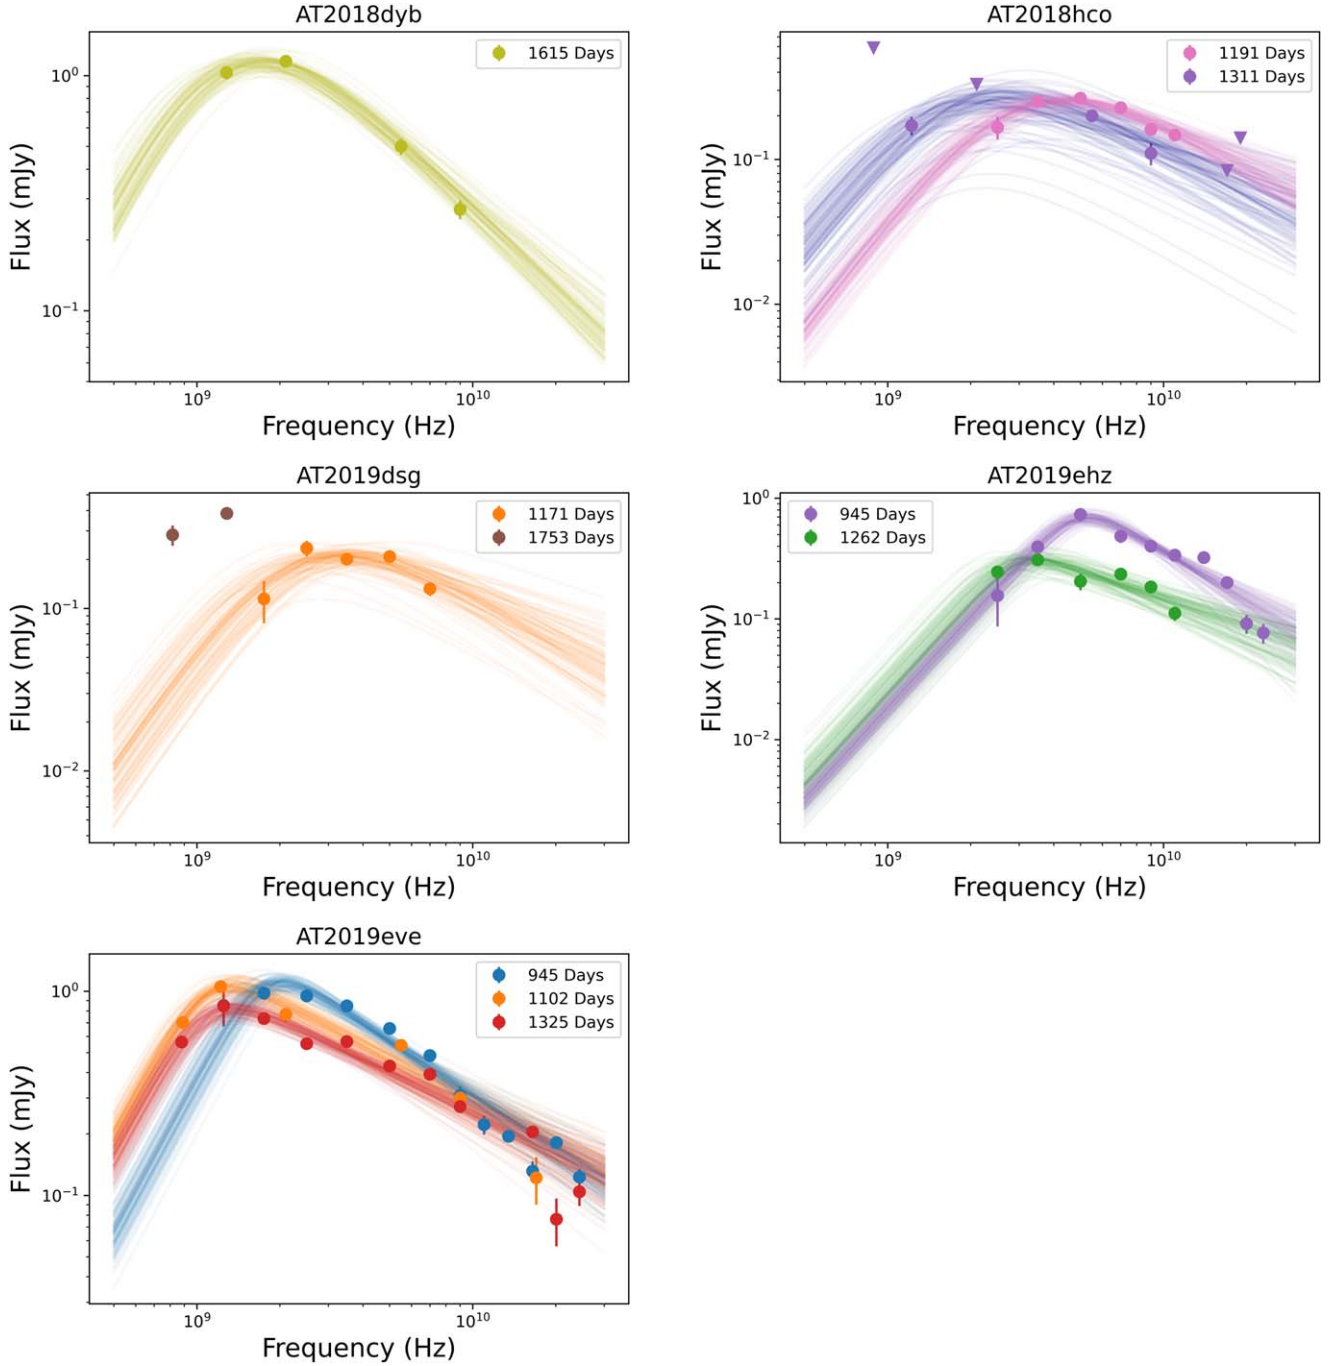 AT2018dyb
1615 Days
10^0
10^-1
Flux (mJy)
10^9
10^10
Frequency (Hz)
AT2018hco
1191 Days
1311 Days
10^-1
10^-2
Flux (mJy)
10^9
10^10
Frequency (Hz)
AT2019dsg
1171 Days
1753 Days
10^-1
10^-2
Flux (mJy)
10^9
10^10
Frequency (Hz)
AT2019ehz
945 Days
1262 Days
10^0
10^-1
10^-2
Flux (mJy)
10^9
10^10
Frequency (Hz)
AT2019eve
945 Days
1102 Days
1325 Days
10^0
10^-1
Flux (mJy)
10^9
10^10
Frequency (Hz)